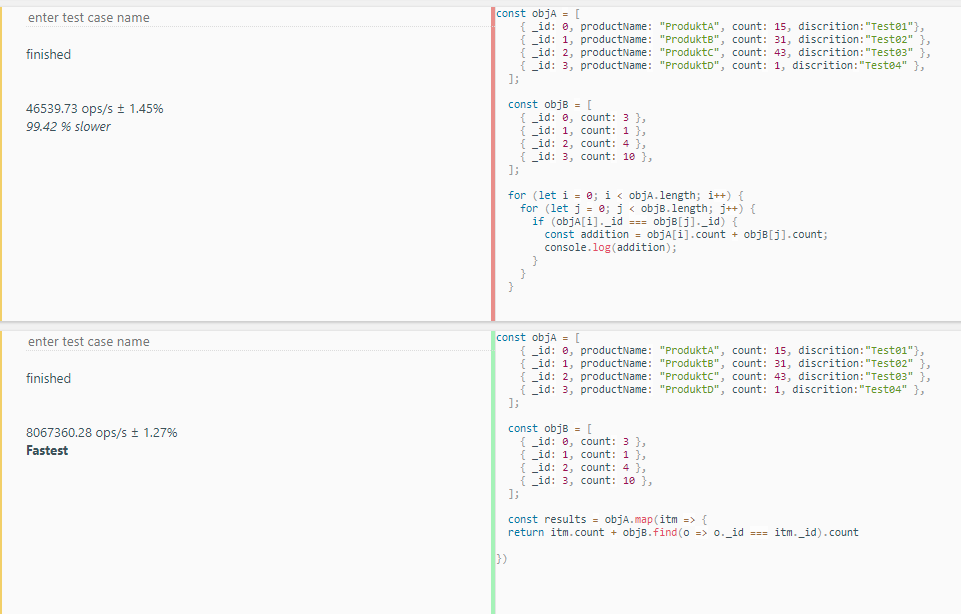 enter test case name
finished
46539.73 ops/s ± 1.45%
99.42 % slower
const objA = [
{ _id: 0, productName: "ProduktA", count: 15, discrition:"Test01"},
{ _id: 1, productName: "ProduktB", count: 31, discrition:"Test02" },
{ _id: 2, productName: "ProduktC", count: 43, discrition:"Test03" },
{ _id: 3, productName: "ProduktD", count: 1, discrition:"Test04" },
];
const objB = [
{ _id: 0, count: 3 },
{ _id: 1, count: 1 },
{ _id: 2, count: 4 },
{ _id: 3, count: 10 },
];
for (let i = 0; i < objA.length; i++) {
for (let j = 0; j < objB.length; j++) {
if (objA[i]._id === objB[j]._id) {
const addition = objA[i].count + objB[j].count;
console.log(addition);
}
}
}
enter test case name
finished
8067360.28 ops/s ± 1.27%
Fastest
const objA = [
{ _id: 0, productName: "ProduktA", count: 15, discrition:"Test01"},
{ _id: 1, productName: "ProduktB", count: 31, discrition:"Test02" },
{ _id: 2, productName: "ProduktC", count: 43, discrition:"Test03" },
{ _id: 3, productName: "ProduktD", count: 1, discrition:"Test04" },
];
const objB = [
{ _id: 0, count: 3 },
{ _id: 1, count: 1 },
{ _id: 2, count: 4 },
{ _id: 3, count: 10 },
];
const results = objA.map(itm => {
return itm.count + objB.find(o => o._id === itm._id).count
})